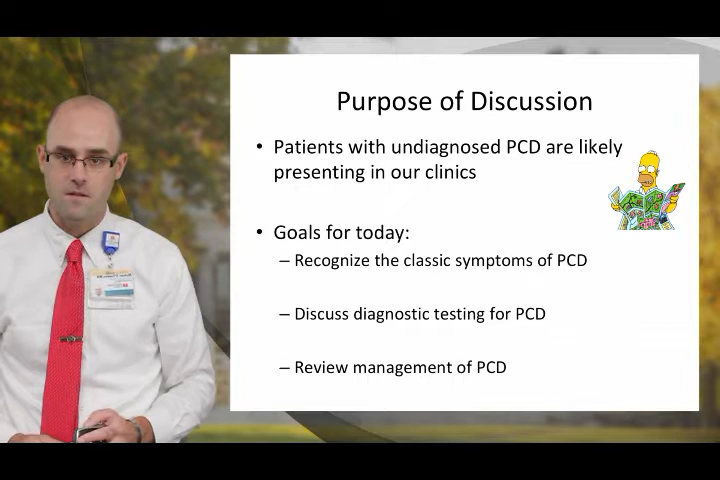 Purpose of Discussion
• Patients with undiagnosed PCD are likely
presenting in our clinics
• Goals for today:
– Recognize the classic symptoms of PCD
– Discuss diagnostic testing for PCD
– Review management of PCD